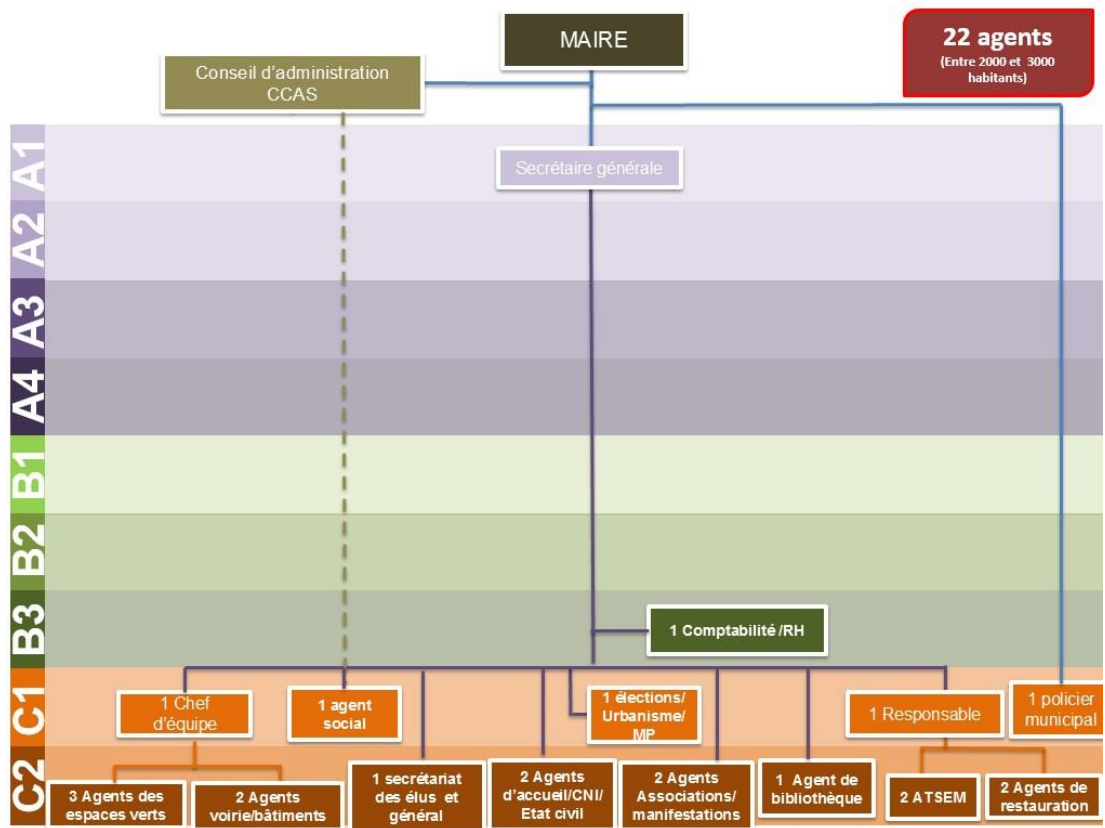 MAIRE
22 agents
(Entre 2000 et 3000
habitants)
Conseil d'administration
CCAS
A1
Secrétaire générale
A2
A3
A4
B1
B2
B3
1 Comptabilité /RH
C1
1 Chef
d'équipe
1 agent
social
1 élections/
Urbanisme/
MP
1 Responsable
1 policier
municipal
C2
3 Agents des
espaces verts
2 Agents
voirie/bâtiments
1 secrétariat
des élus et
général
2 Agents
d'accueil/CNI/
Etat civil
2 Agents
Associations/
manifestations
1 Agent de
bibliothèque
2 ATSEM
2 Agents de
restauration